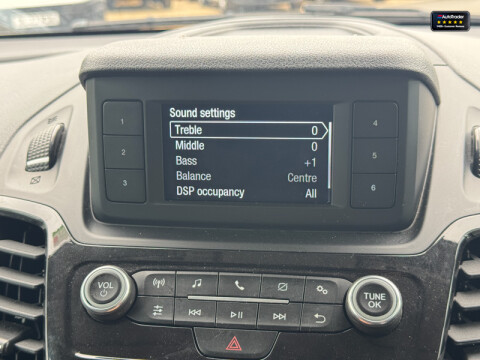 AutoTrader
Sound settings
Treble 0
Middle 0
Bass +1
Balance Centre
DSP occupancy All
1
2
3
4
5
6
VOL
TUNE
OK